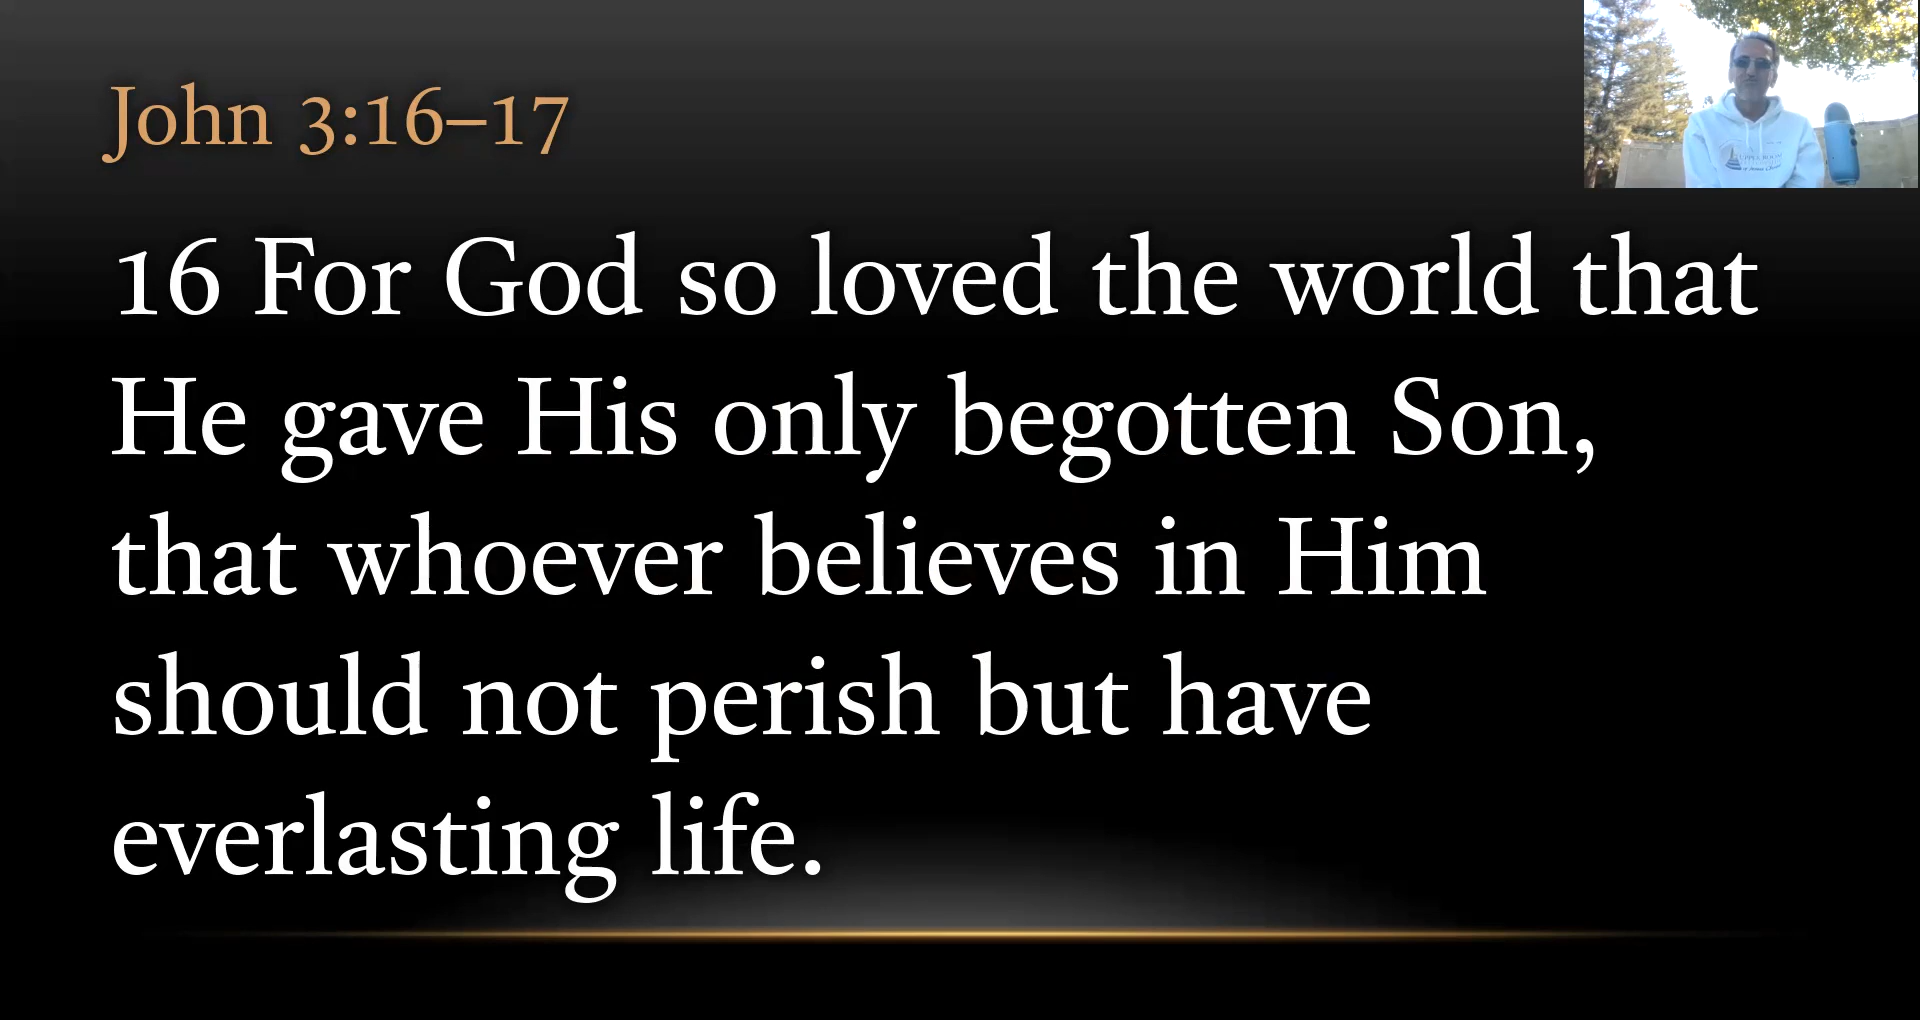 John 3:16–17
16 For God so loved the world that
He gave His only begotten Son,
that whoever believes in Him
should not perish but have
everlasting life.